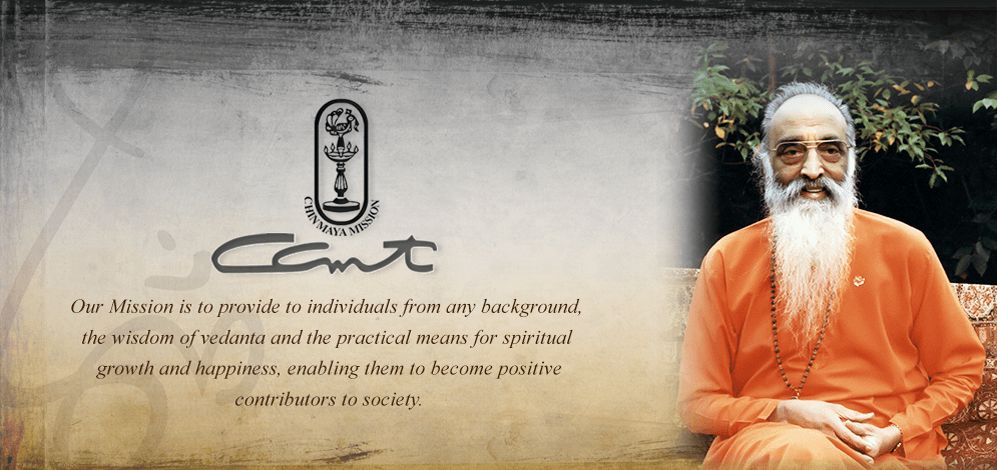 CHINMAYA MISSION
CCMT
Our Mission is to provide to individuals from any background,
the wisdom of vedanta and the practical means for spiritual
growth and happiness, enabling them to become positive
contributors to society.